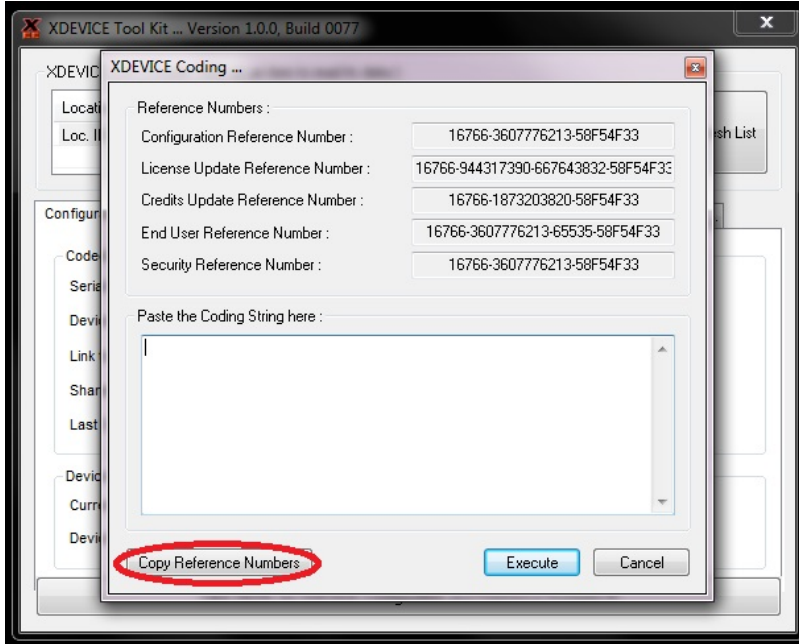 XDEVICE Tool Kit ... Version 1.0.0, Build 0077
x
XDEVICE Coding ...
Reference Numbers :
Configuration Reference Number : 16766-3607776213-58F54F33
License Update Reference Number : 16766-944317390-667643832-58F54F33
Credits Update Reference Number : 16766-1873203820-58F54F33
End User Reference Number : 16766-3607776213-65535-58F54F33
Security Reference Number : 16766-3607776213-58F54F33
Paste the Coding String here :
Copy Reference Numbers
Execute
Cancel
XDEVIC
Locati
Loc. I
sh List
Configur
Code
Seria
Devi
Link
Shar
Last
Devic
Curr
Devi